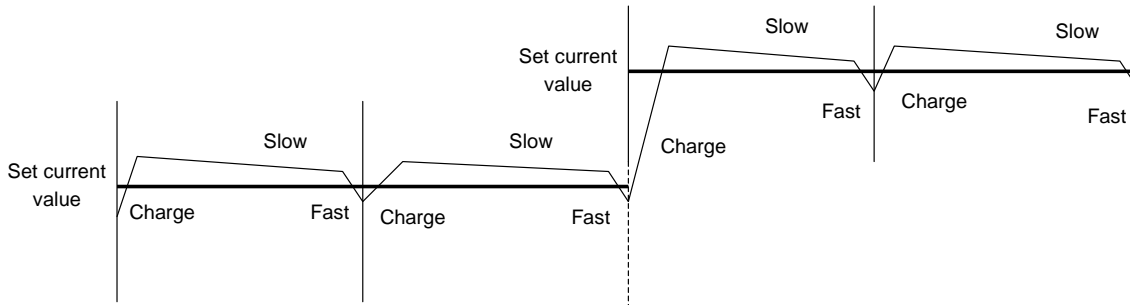 Slow
Slow
Set current
value
Charge
Fast
Charge
Fast
Slow
Slow
Set current
value
Charge
Fast
Charge
Fast